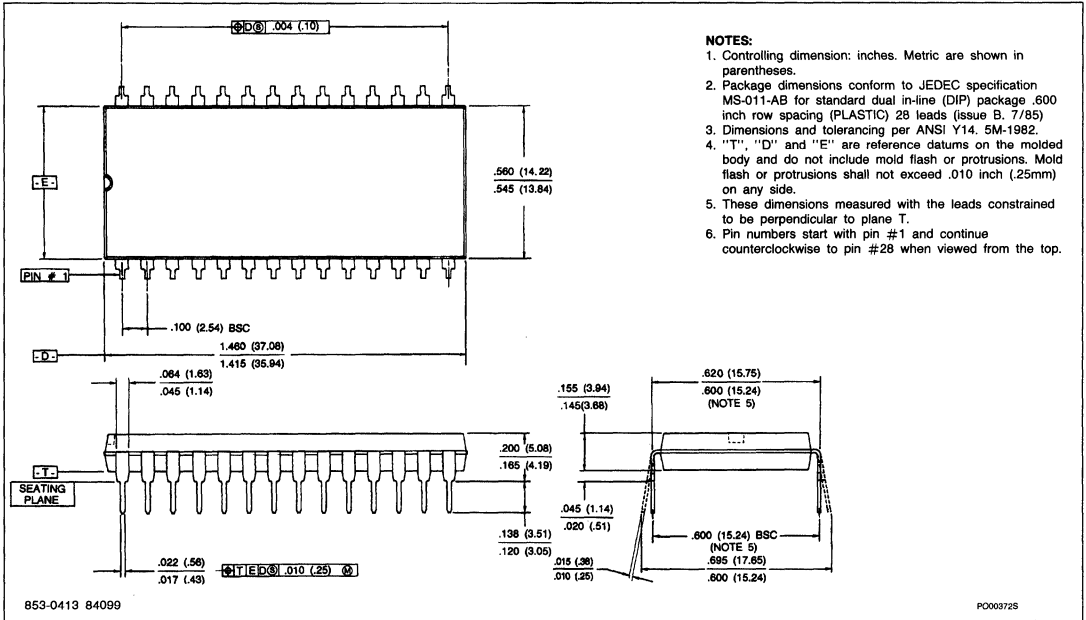 ⌖ D Ⓢ .004 (.10)
-E-
.560 (14.22)
.545 (13.84)
PIN # 1
.100 (2.54) BSC
-D-
1.460 (37.08)
1.415 (35.94)
.064 (1.63)
.045 (1.14)
-T-
SEATING
PLANE
.022 (.56)
.017 (.43)
⌖ T E D Ⓢ .010 (.25) Ⓜ
.200 (5.08)
.165 (4.19)
.138 (3.51)
.120 (3.05)
.155 (3.94)
.145(3.68)
.045 (1.14)
.020 (.51)
.620 (15.75)
.600 (15.24)
(NOTE 5)
.600 (15.24) BSC
(NOTE 5)
.695 (17.65)
.600 (15.24)
.015 (.38)
.010 (.25)
NOTES:
1. Controlling dimension: inches. Metric are shown in
parentheses.
2. Package dimensions conform to JEDEC specification
MS-011-AB for standard dual in-line (DIP) package .600
inch row spacing (PLASTIC) 28 leads (issue B. 7/85)
3. Dimensions and tolerancing per ANSI Y14. 5M-1982.
4. "T", "D" and "E" are reference datums on the molded
body and do not include mold flash or protrusions. Mold
flash or protrusions shall not exceed .010 inch (.25mm)
on any side.
5. These dimensions measured with the leads constrained
to be perpendicular to plane T.
6. Pin numbers start with pin #1 and continue
counterclockwise to pin #28 when viewed from the top.
853-0413 84099
PO00372S